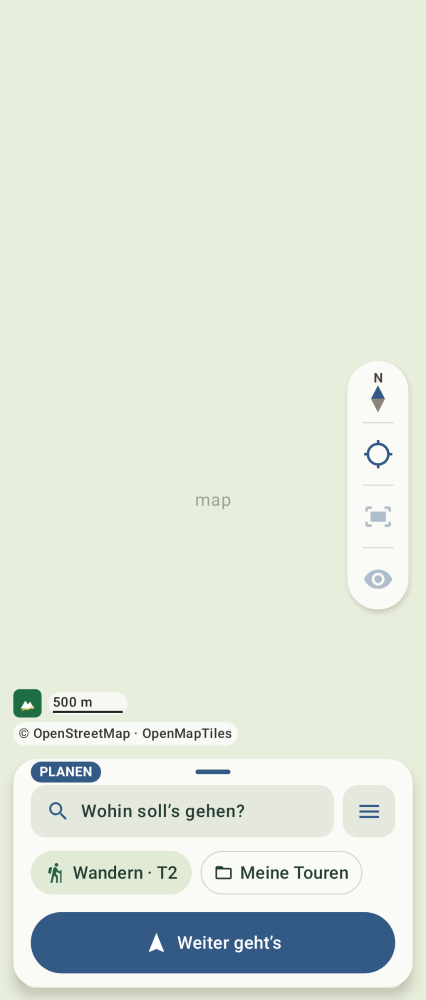 N
map
500 m
© OpenStreetMap · OpenMapTiles
PLANEN
Wohin soll’s gehen?
Wandern · T2
Meine Touren
Weiter geht’s